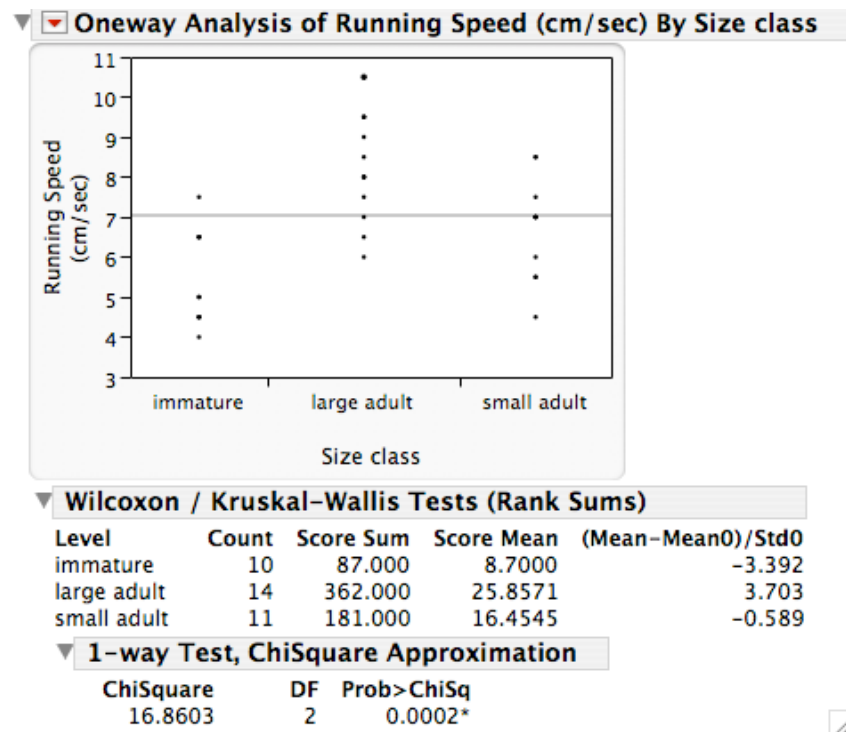 Oneway Analysis of Running Speed (cm/sec) By Size class
11
10
9
8
7
6
5
4
3
Running Speed
(cm/sec)
immature large adult small adult
Size class
Wilcoxon / Kruskal-Wallis Tests (Rank Sums)
Level Count Score Sum Score Mean (Mean-Mean0)/Std0
immature 10 87.000 8.7000 -3.392
large adult 14 362.000 25.8571 3.703
small adult 11 181.000 16.4545 -0.589
1-way Test, ChiSquare Approximation
ChiSquare DF Prob>ChiSq
16.8603 2 0.0002*